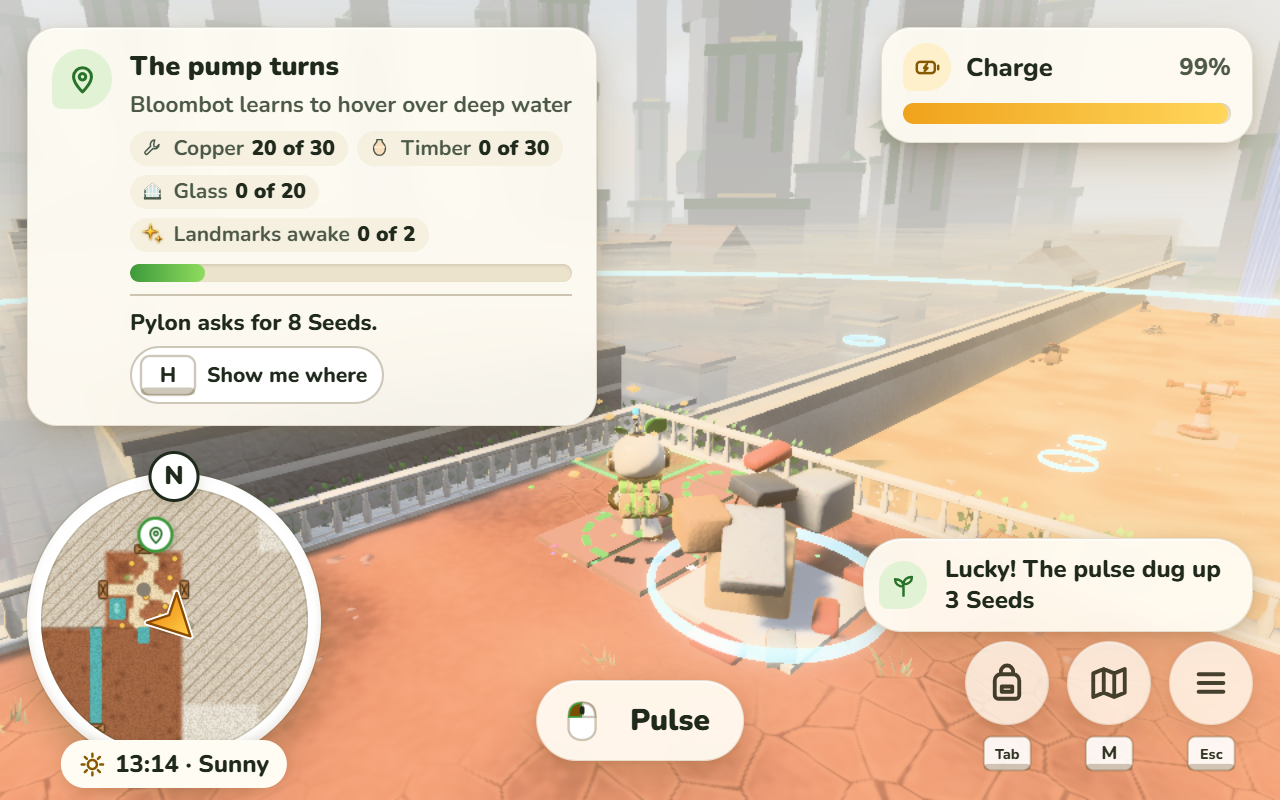 The pump turns
Bloombot learns to hover over deep water
Copper 20 of 30
Timber 0 of 30
Glass 0 of 20
Landmarks awake 0 of 2
Pylon asks for 8 Seeds.
H Show me where
Charge 99%
N
13:14 · Sunny
Lucky! The pulse dug up
3 Seeds
Pulse
Tab
M
Esc